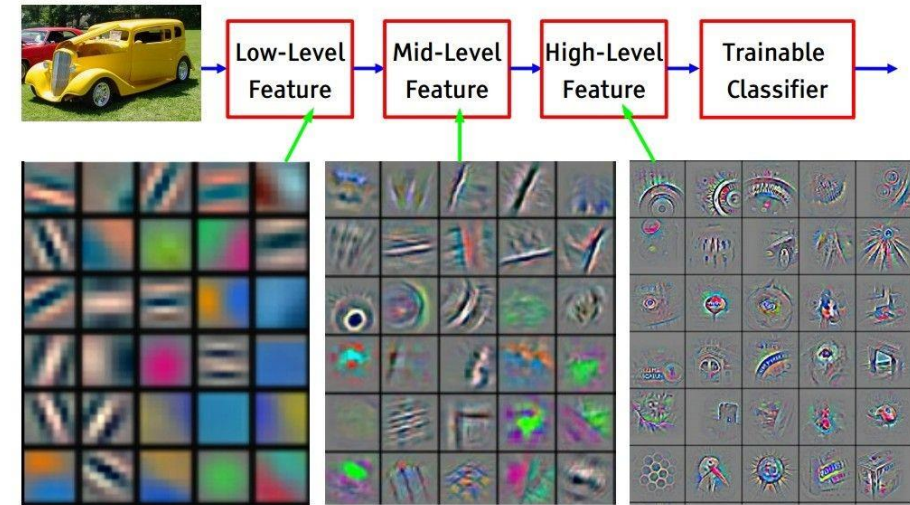 Low-Level
Feature
Mid-Level
Feature
High-Level
Feature
Trainable
Classifier